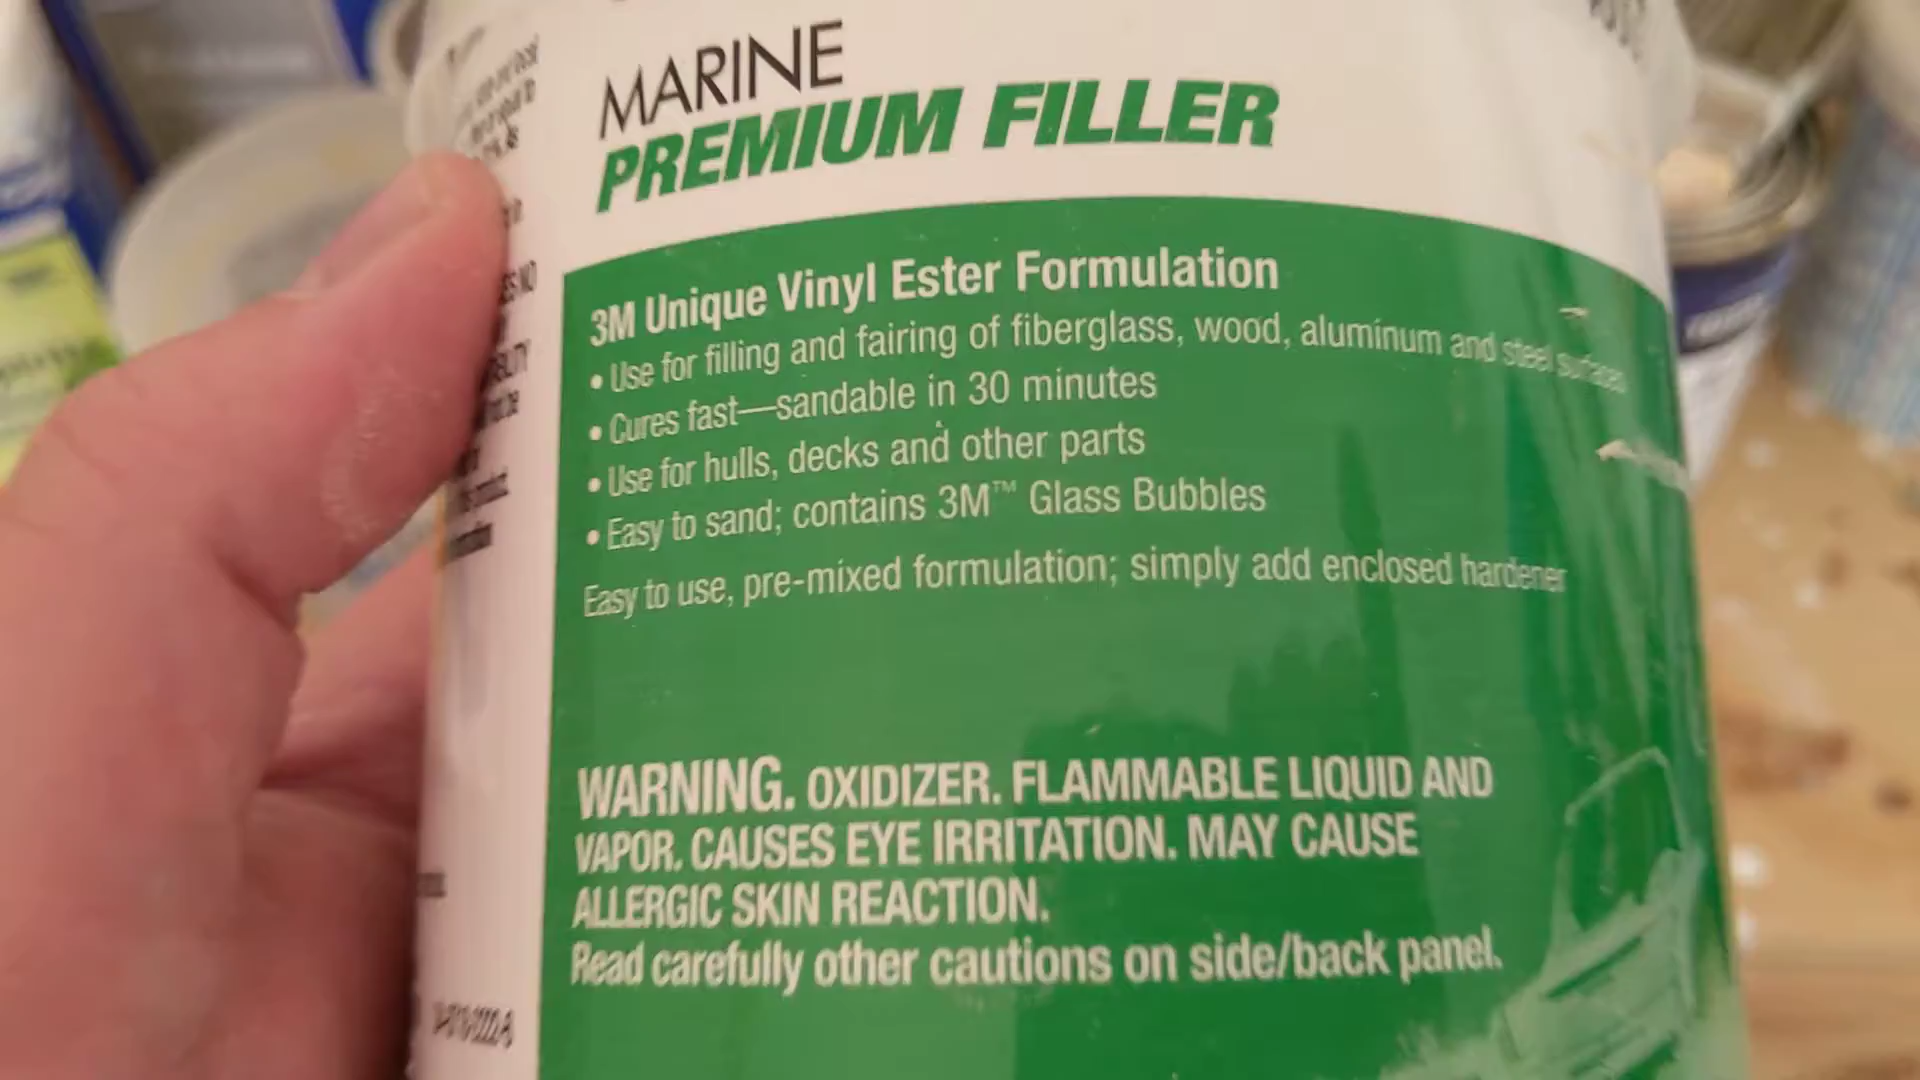 MARINE
PREMIUM FILLER
3M Unique Vinyl Ester Formulation
• Use for filling and fairing of fiberglass, wood, aluminum and steel surfaces
• Cures fast—sandable in 30 minutes
• Use for hulls, decks and other parts
• Easy to sand; contains 3M™ Glass Bubbles
Easy to use, pre-mixed formulation; simply add enclosed hardener
WARNING. OXIDIZER. FLAMMABLE LIQUID AND
VAPOR. CAUSES EYE IRRITATION. MAY CAUSE
ALLERGIC SKIN REACTION.
Read carefully other cautions on side/back panel.